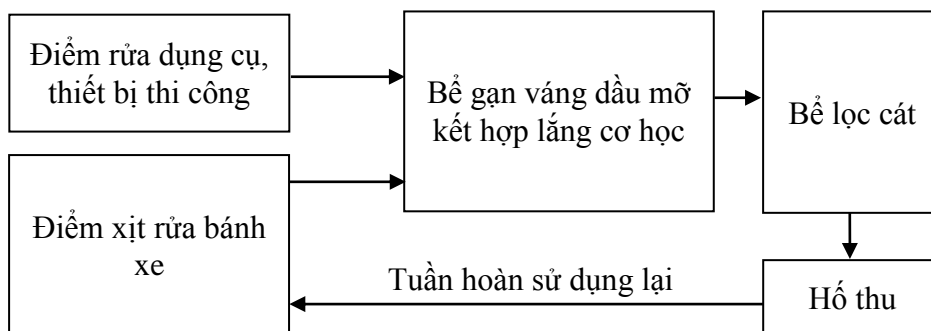 Điểm rửa dụng cụ,
thiết bị thi công
Bể gạn váng dầu mỡ
kết hợp lắng cơ học
Bể lọc cát
Điểm xịt rửa bánh
xe
Tuần hoàn sử dụng lại
Hố thu